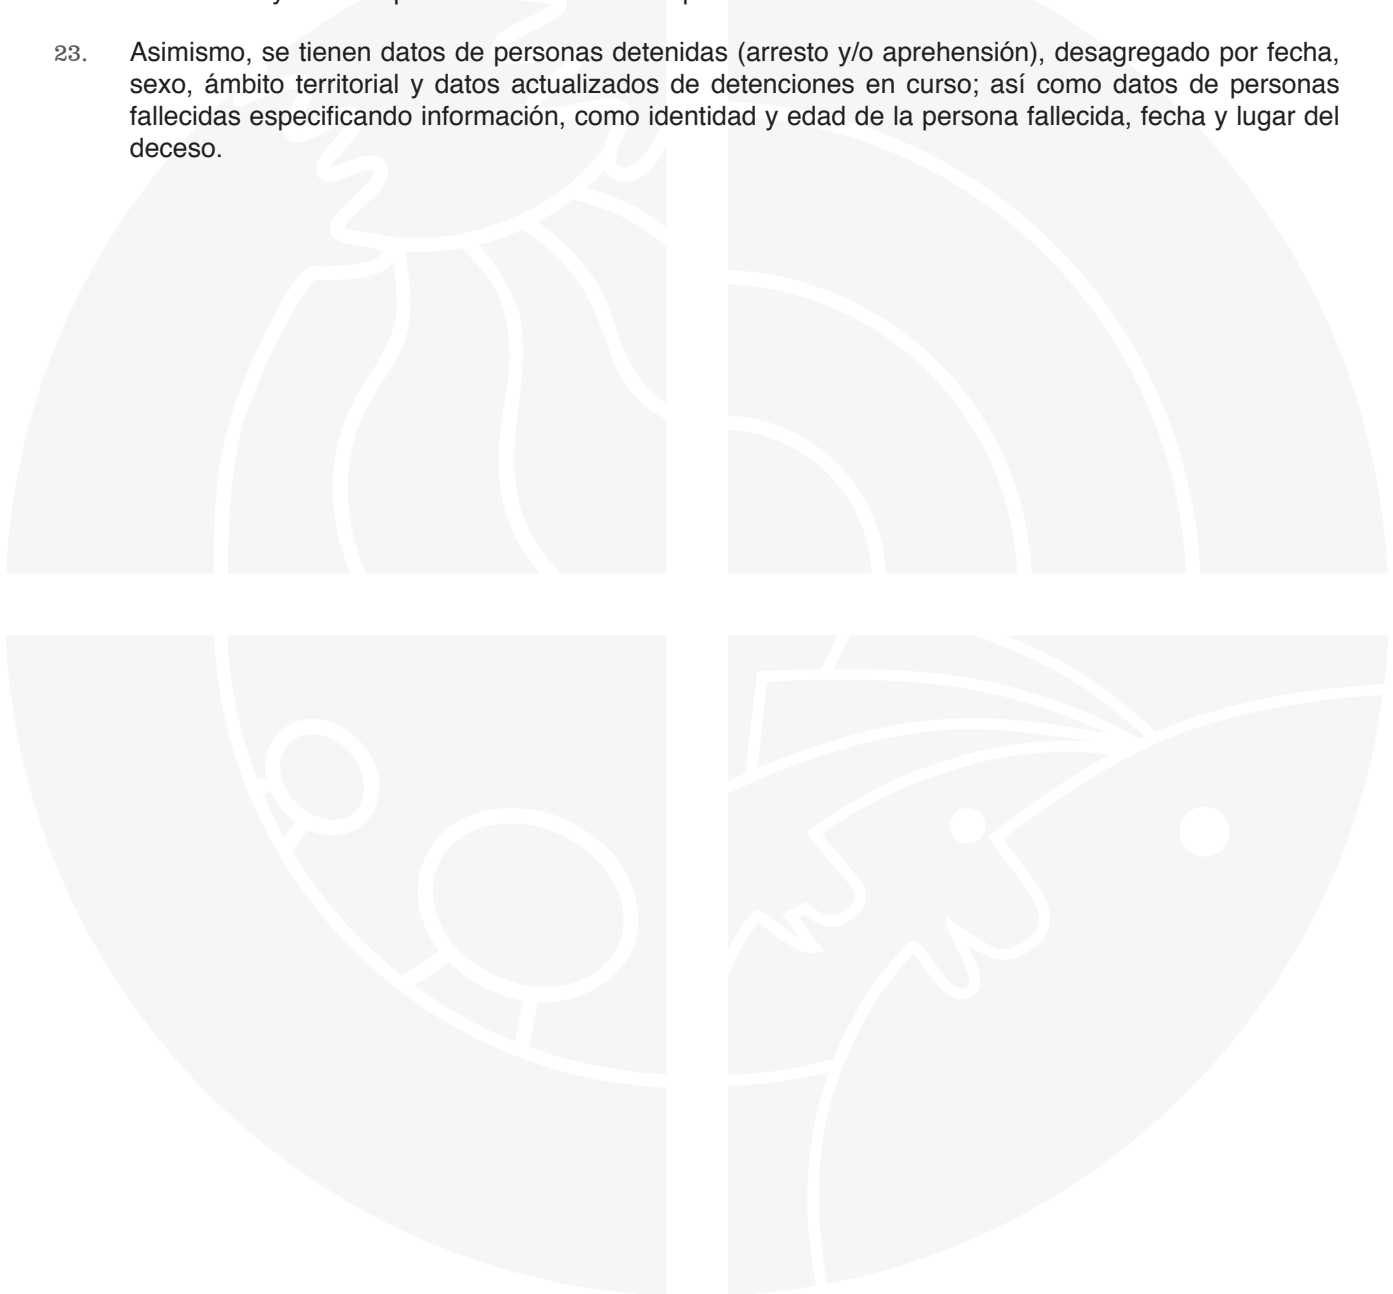 23. Asimismo, se tienen datos de personas detenidas (arresto y/o aprehensión), desagregado por fecha,
sexo, ámbito territorial y datos actualizados de detenciones en curso; así como datos de personas
fallecidas especificando información, como identidad y edad de la persona fallecida, fecha y lugar del
deceso.